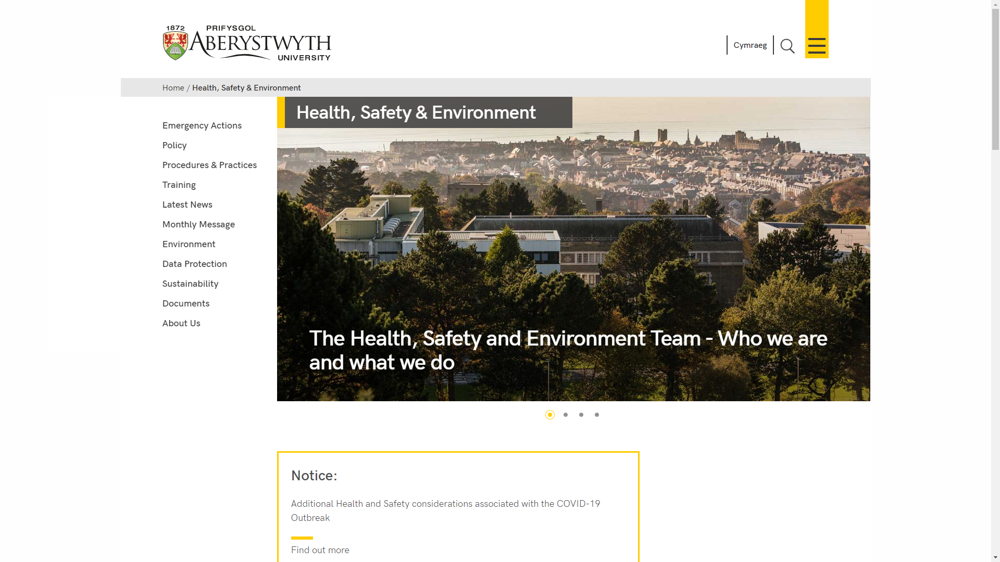 1872
PRIFYSGOL
ABERYSTWYTH
UNIVERSITY
Cymraeg
Home / Health, Safety & Environment
Health, Safety & Environment
Emergency Actions
Policy
Procedures & Practices
Training
Latest News
Monthly Message
Environment
Data Protection
Sustainability
Documents
About Us
The Health, Safety and Environment Team - Who we are
and what we do
Notice:
Additional Health and Safety considerations associated with the COVID-19
Outbreak
Find out more